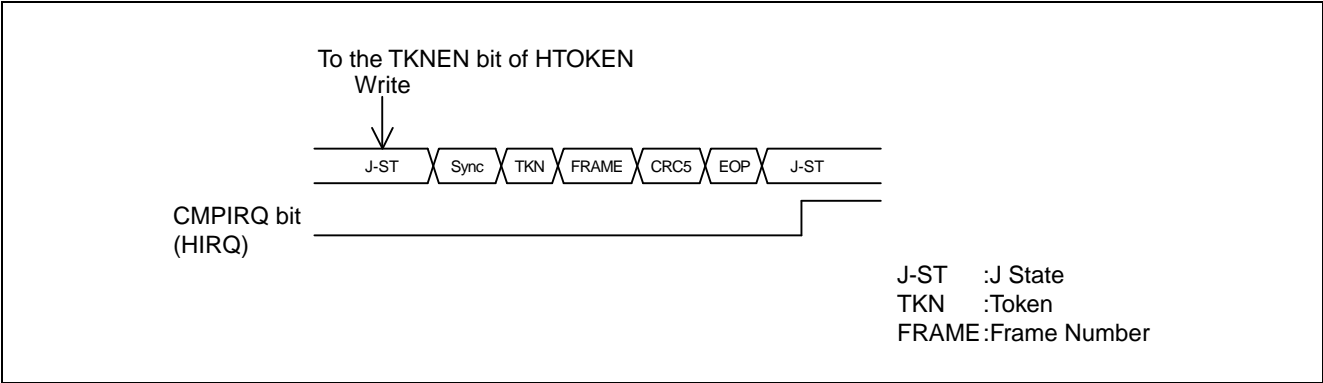 To the TKNEN bit of HTOKEN
Write
J-ST Sync TKN FRAME CRC5 EOP J-ST
CMPIRQ bit
(HIRQ)
J-ST :J State
TKN :Token
FRAME:Frame Number